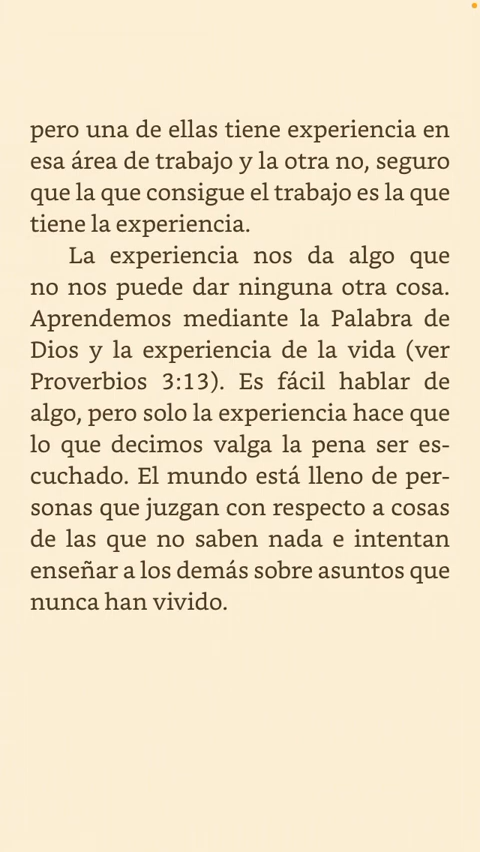 pero una de ellas tiene experiencia en
esa área de trabajo y la otra no, seguro
que la que consigue el trabajo es la que
tiene la experiencia.
La experiencia nos da algo que
no nos puede dar ninguna otra cosa.
Aprendemos mediante la Palabra de
Dios y la experiencia de la vida (ver
Proverbios 3:13). Es fácil hablar de
algo, pero solo la experiencia hace que
lo que decimos valga la pena ser es-
cuchado. El mundo está lleno de per-
sonas que juzgan con respecto a cosas
de las que no saben nada e intentan
enseñar a los demás sobre asuntos que
nunca han vivido.